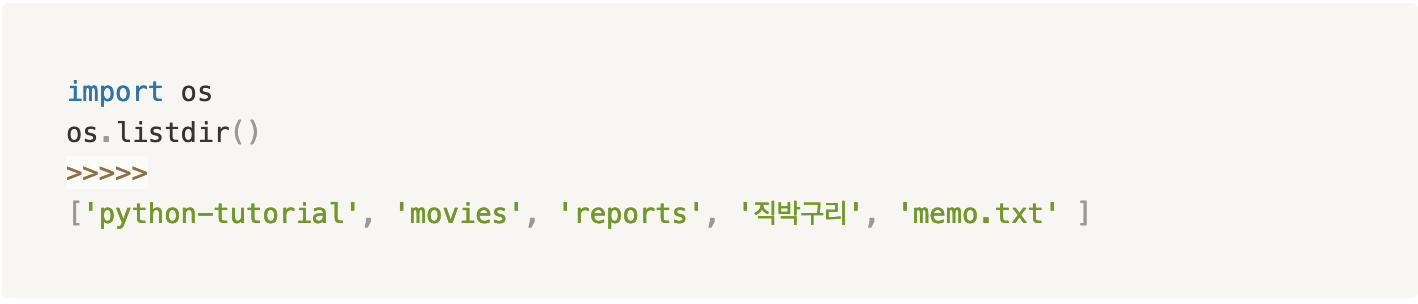 import os
os.listdir()
>>>>>
['python-tutorial', 'movies', 'reports', '직박구리', 'memo.txt' ]